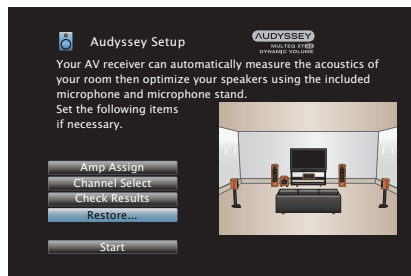 Audyssey Setup
AUDYSSEY
MULTEQ XT32
DYNAMIC VOLUME
Your AV receiver can automatically measure the acoustics of
your room then optimize your speakers using the included
microphone and microphone stand.
Set the following items
if necessary.
Amp Assign
Channel Select
Check Results
Restore...
Start